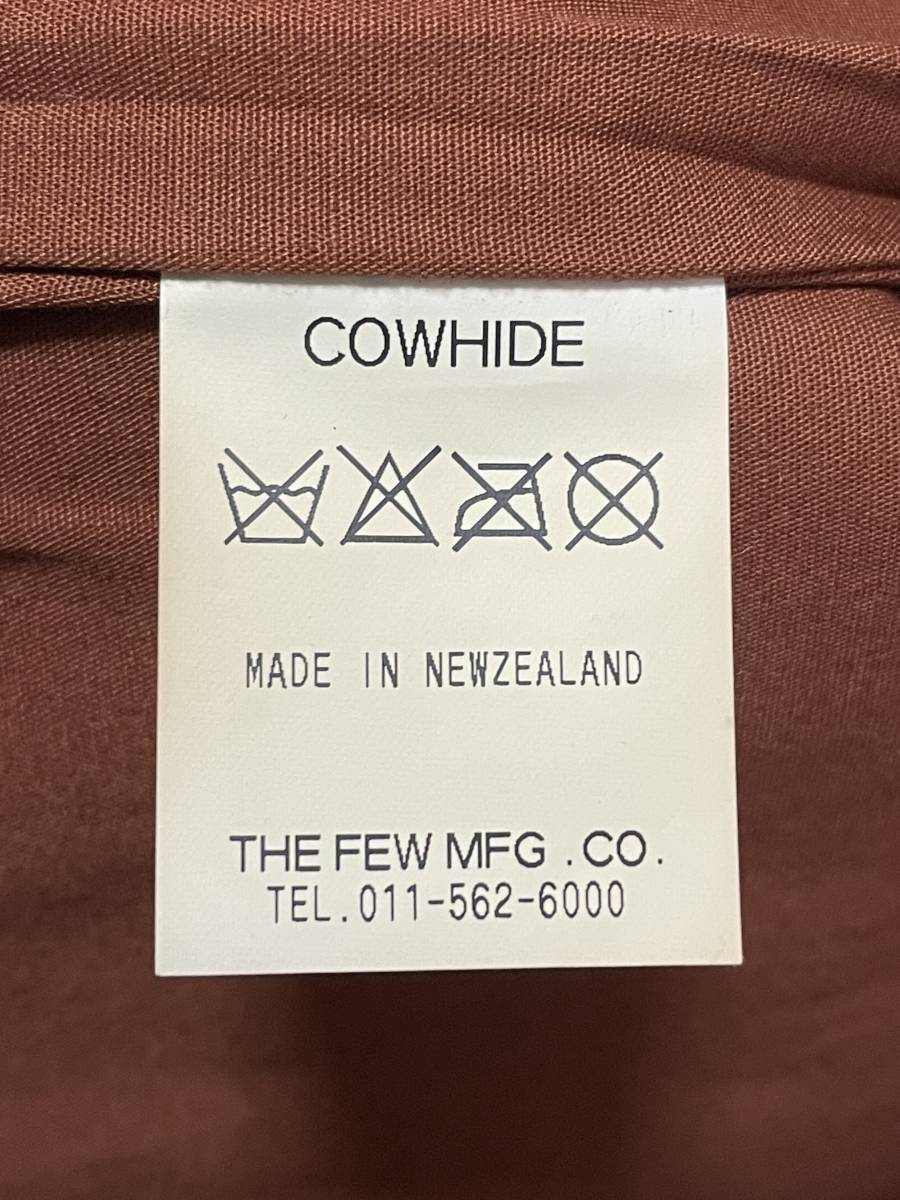 COWHIDE
MADE IN NEWZEALAND
THE FEW MFG .CO.
TEL.011-562-6000